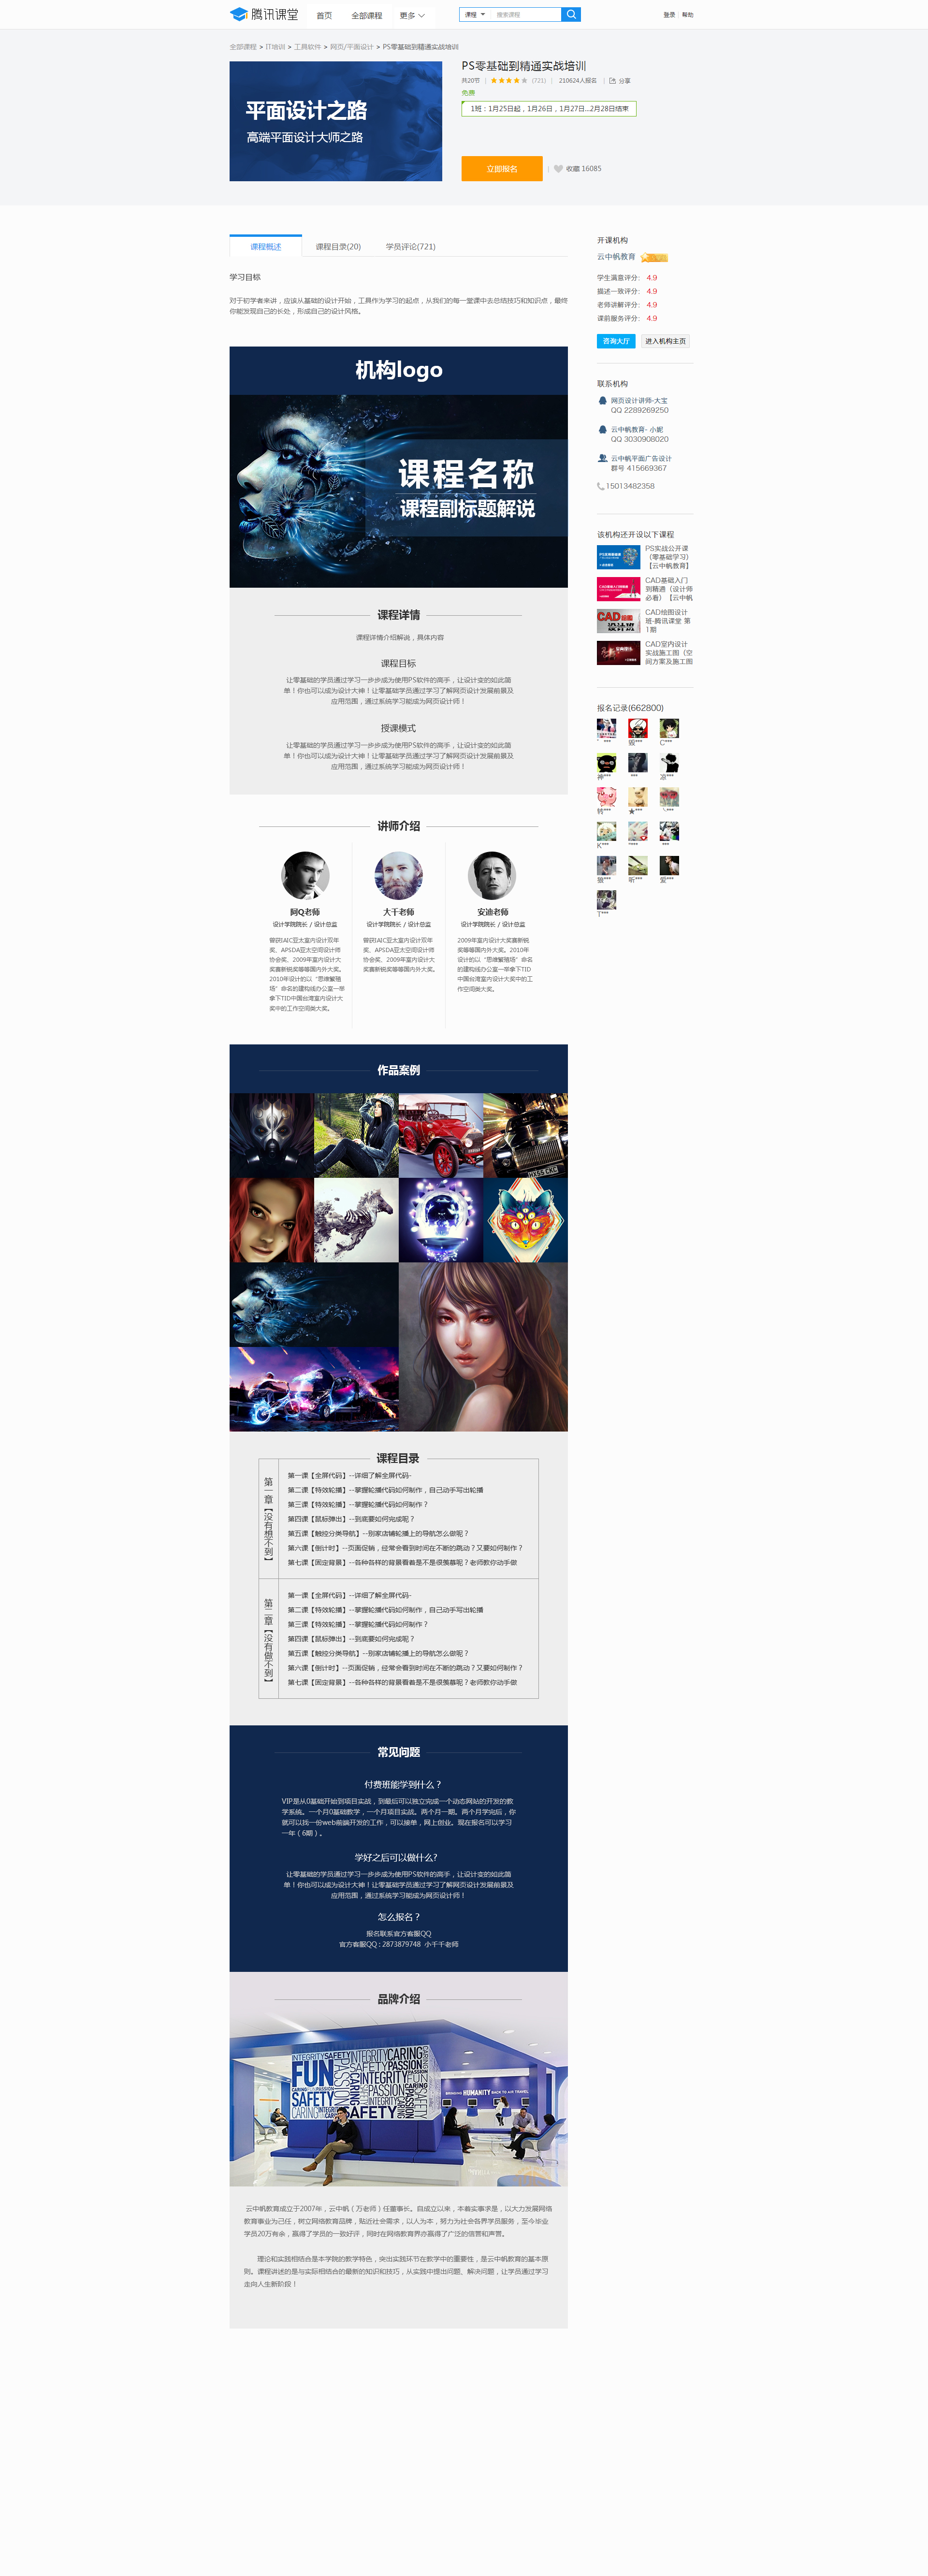 腾讯课堂
首页 全部课程 更多
课程 搜索课程
登录 帮助
全部课程 > IT培训 > 工具软件 > 网页/平面设计 > PS零基础到精通实战培训
平面设计之路
高端平面设计大师之路
PS零基础到精通实战培训
共20节 (721) 210624人报名 分享
免费
1班：1月25日起，1月26日，1月27日...2月28日结束
立即报名 收藏 16085
课程概述 课程目录(20) 学员评论(721)
学习目标
对于初学者来讲，应该从基础的设计开始，工具作为学习的起点，从我们的每一堂课中去总结技巧和知识点，最终
你能发现自己的长处，形成自己的设计风格。
机构logo
课程名称
课程副标题解说
课程详情
课程详情介绍解说，具体内容
课程目标
让零基础的学员通过学习一步步成为使用PS软件的高手，让设计变的如此简
单！你也可以成为设计大神！让零基础学员通过学习了解网页设计发展前景及
应用范围，通过系统学习能成为网页设计师！
授课模式
让零基础的学员通过学习一步步成为使用PS软件的高手，让设计变的如此简
单！你也可以成为设计大神！让零基础学员通过学习了解网页设计发展前景及
应用范围，通过系统学习能成为网页设计师！
讲师介绍
阿Q老师
设计学院院长 / 设计总监
曾获IAIC亚太室内设计双年
奖、APSDA亚太空间设计师
协会奖、2009年室内设计大
奖赛新锐奖等等国内外大奖。
2010年设计的以“思维繁殖
场”命名的建构线办公室一举
拿下TID中国台湾室内设计大
奖中的工作空间类大奖。
大干老师
设计学院院长 / 设计总监
曾获IAIC亚太室内设计双年
奖、APSDA亚太空间设计师
协会奖、2009年室内设计大
奖赛新锐奖等等国内外大奖。
安迪老师
设计学院院长 / 设计总监
2009年室内设计大奖赛新锐
奖等等国内外大奖。2010年
设计的以“思维繁殖场”命名
的建构线办公室一举拿下TID
中国台湾室内设计大奖中的工
作空间类大奖。
作品案例
课程目录
第一章【没有想不到】
第一课【全屏代码】--详细了解全屏代码-
第二课【特效轮播】--掌握轮播代码如何制作，自己动手写出轮播
第三课【特效轮播】--掌握轮播代码如何制作？
第四课【鼠标弹出】--到底要如何完成呢？
第五课【触控分类导航】--别家店铺轮播上的导航怎么做呢？
第六课【倒计时】--页面促销，经常会看到时间在不断的跳动？又要如何制作？
第七课【固定背景】--各种各样的背景看着是不是很羡慕呢？老师教你动手做
第二章【没有做不到】
第一课【全屏代码】--详细了解全屏代码-
第二课【特效轮播】--掌握轮播代码如何制作，自己动手写出轮播
第三课【特效轮播】--掌握轮播代码如何制作？
第四课【鼠标弹出】--到底要如何完成呢？
第五课【触控分类导航】--别家店铺轮播上的导航怎么做呢？
第六课【倒计时】--页面促销，经常会看到时间在不断的跳动？又要如何制作？
第七课【固定背景】--各种各样的背景看着是不是很羡慕呢？老师教你动手做
常见问题
付费班能学到什么？
VIP是从0基础开始到项目实战，到最后可以独立完成一个动态网站的开发的教
学系统。一个月0基础教学，一个月项目实战。两个月一期。两个月学完后，你
就可以找一份web前端开发的工作，可以接单，网上创业。现在报名可以学习
一年（6期）。
学好之后可以做什么?
让零基础的学员通过学习一步步成为使用PS软件的高手，让设计变的如此简
单！你也可以成为设计大神！让零基础学员通过学习了解网页设计发展前景及
应用范围，通过系统学习能成为网页设计师！
怎么报名？
报名联系官方客服QQ
官方客服QQ：2873879748 小千千老师
品牌介绍
INTEGRITY SAFETY
FUN
SAFETY
CARING
PASSION
INTEGRITY
BRINGING HUMANITY BACK TO AIR TRAVEL
云中帆教育成立于2007年，云中帆（万老师）任董事长。自成立以来，本着实事求是，以大力发展网络
教育事业为己任，树立网络教育品牌，贴近社会需求，以人为本，努力为社会各界学员服务，至今毕业
学员20万有余，赢得了学员的一致好评，同时在网络教育界亦赢得了广泛的信誉和声誉。
理论和实践相结合是本学院的教学特色，突出实践环节在教学中的重要性，是云中帆教育的基本原
则。课程讲述的是与实际相结合的最新的知识和技巧，从实践中提出问题、解决问题，让学员通过学习
走向人生新阶段！
开课机构
云中帆教育
学生满意评分： 4.9
描述一致评分： 4.9
老师讲解评分： 4.9
课前服务评分： 4.9
咨询大厅 进入机构主页
联系机构
网页设计讲师-大宝
QQ 2289269250
云中帆教育- 小妮
QQ 3030908020
云中帆平面广告设计
群号 415669367
15013482358
该机构还开设以下课程
PS实战公开课
（零基础学习）
【云中帆教育】
CAD基础入门
到精通（设计师
必看）【云中帆
CAD绘图设计
班-腾讯课堂 第
1期
CAD室内设计
实战施工图（空
间方案及施工图
报名记录(662800)
C***
★***
K***
T***